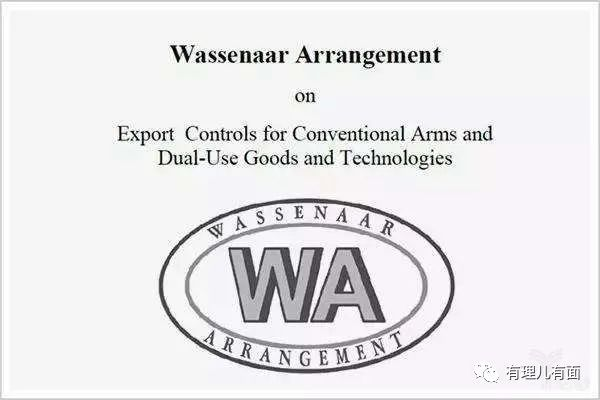 Wassenaar Arrangement
on
Export Controls for Conventional Arms and
Dual-Use Goods and Technologies
WASSENAAR
WA
ARRANGEMENT
有理儿有面